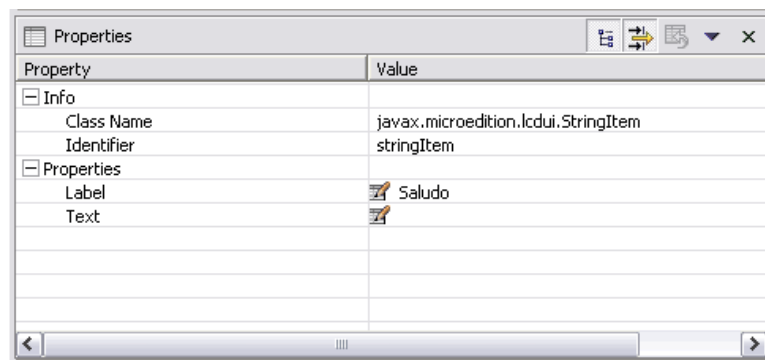 Properties
Property Value
Info
Class Name javax.microedition.lcdui.StringItem
Identifier stringItem
Properties
Label Saludo
Text